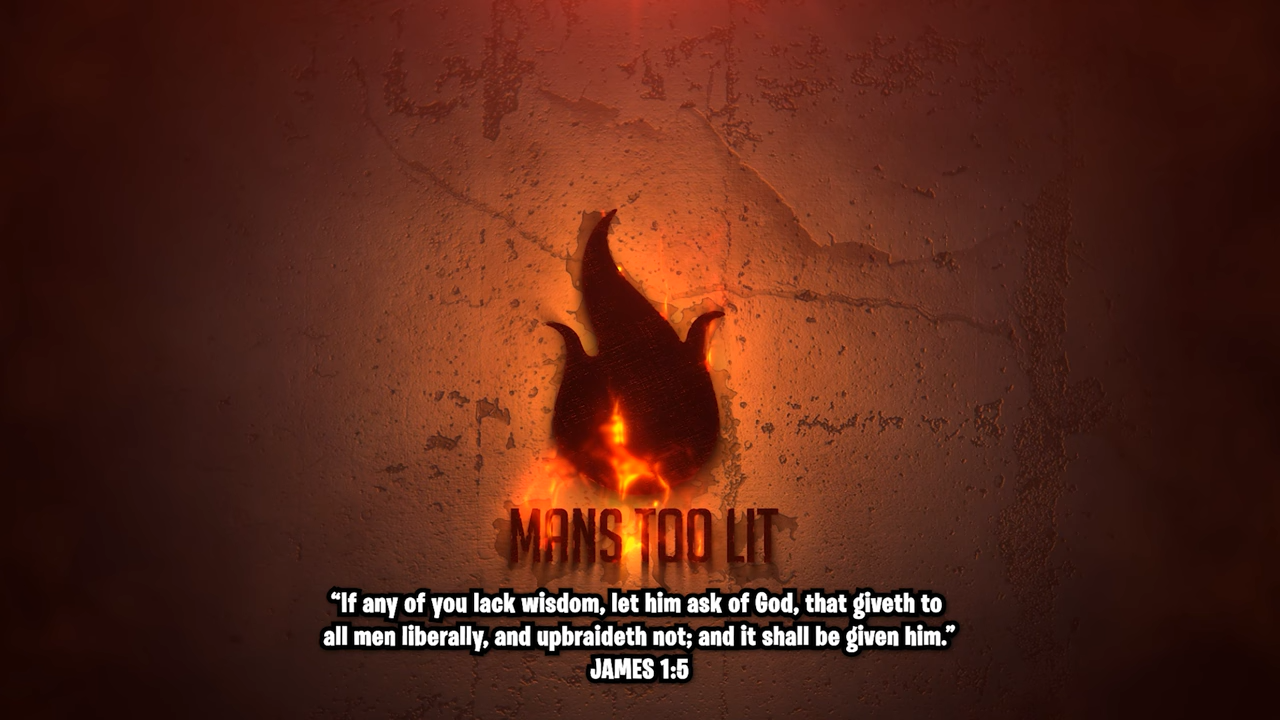 MANS TOO LIT
“If any of you lack wisdom, let him ask of God, that giveth to
all men liberally, and upbraideth not; and it shall be given him.”
JAMES 1:5